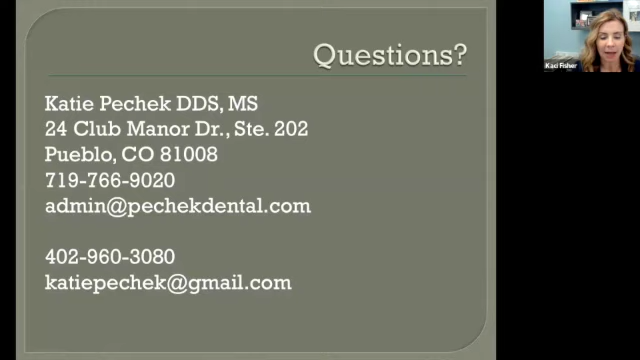 Questions?
Katie Pechek DDS, MS
24 Club Manor Dr., Ste. 202
Pueblo, CO 81008
719-766-9020
admin@pechekdental.com
402-960-3080
katiepechek@gmail.com
Kaci Fisher